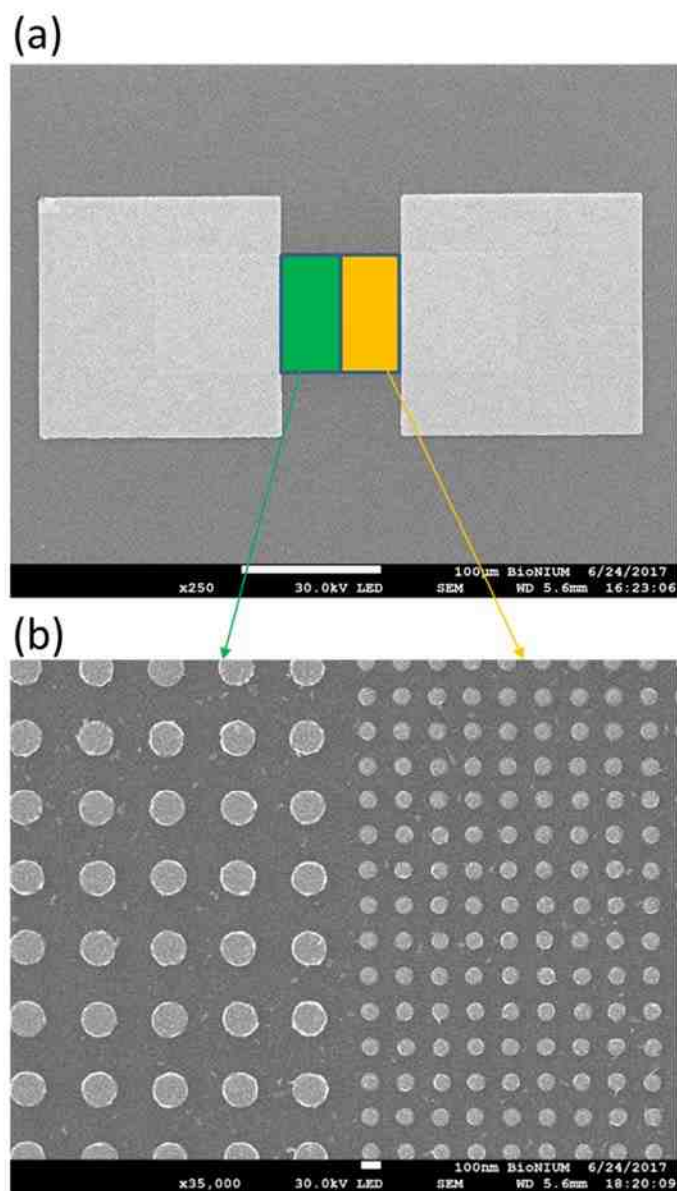 (a)
100μm BioNIUM 6/24/2017
x250 30.0kV LED SEM WD 5.6mm 16:23:06
(b)
100nm BioNIUM 6/24/2017
x35,000 30.0kV LED SEM WD 5.6mm 18:20:09